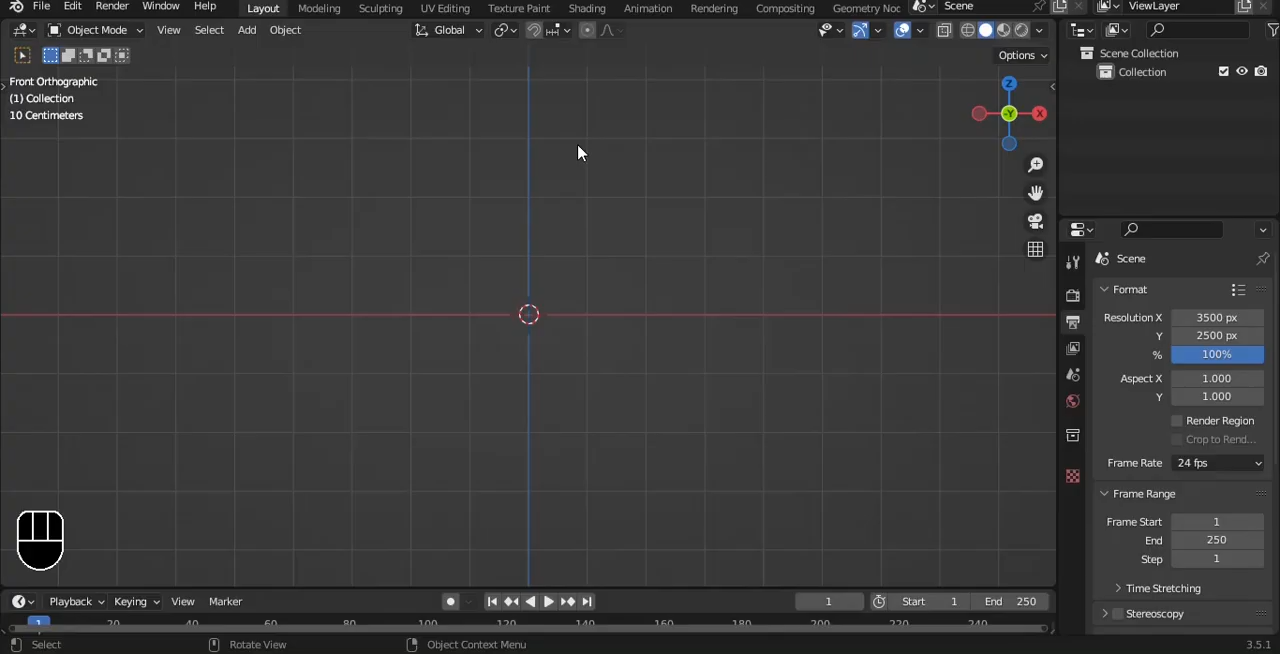 File Edit Render Window Help Layout Modeling Sculpting UV Editing Texture Paint Shading Animation Rendering Compositing Geometry Noc Scene ViewLayer
Object Mode View Select Add Object Global
Options
Front Orthographic
(1) Collection
10 Centimeters
Z
Y
X
Scene Collection
Collection
Scene
Format
Resolution X 3500 px
Y 2500 px
% 100%
Aspect X 1.000
Y 1.000
Render Region
Crop to Rend...
Frame Rate 24 fps
Frame Range
Frame Start 1
End 250
Step 1
Time Stretching
Stereoscopy
Playback Keying View Marker 1 Start 1 End 250
1 20 40 60 80 100 120 140 160 180 200 220 240
Select Rotate View Object Context Menu 3.5.1